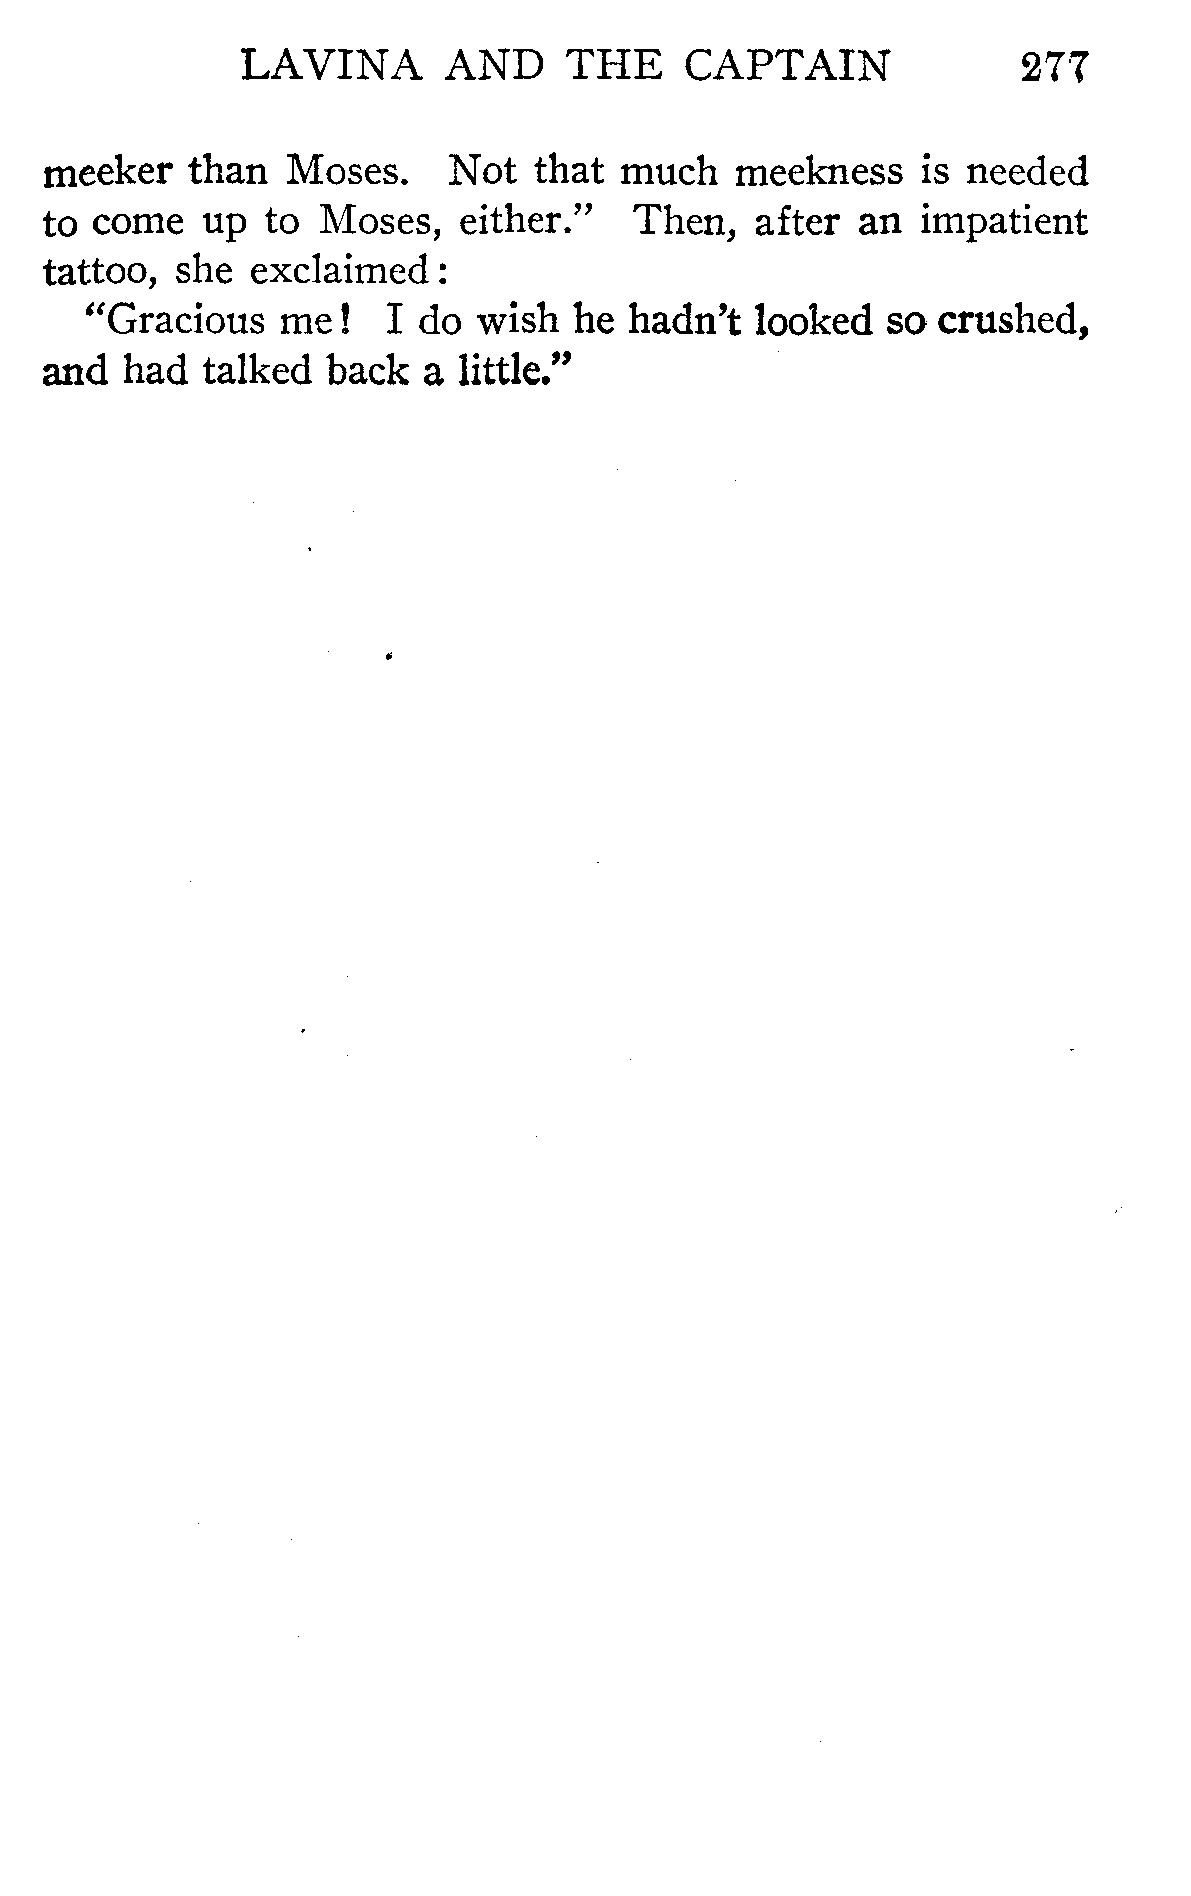 LAVINA AND THE CAPTAIN 277
meeker than Moses. Not that much meekness is needed
to come up to Moses, either." Then, after an impatient
tattoo, she exclaimed:
"Gracious me! I do wish he hadn't looked so crushed,
and had talked back a little."